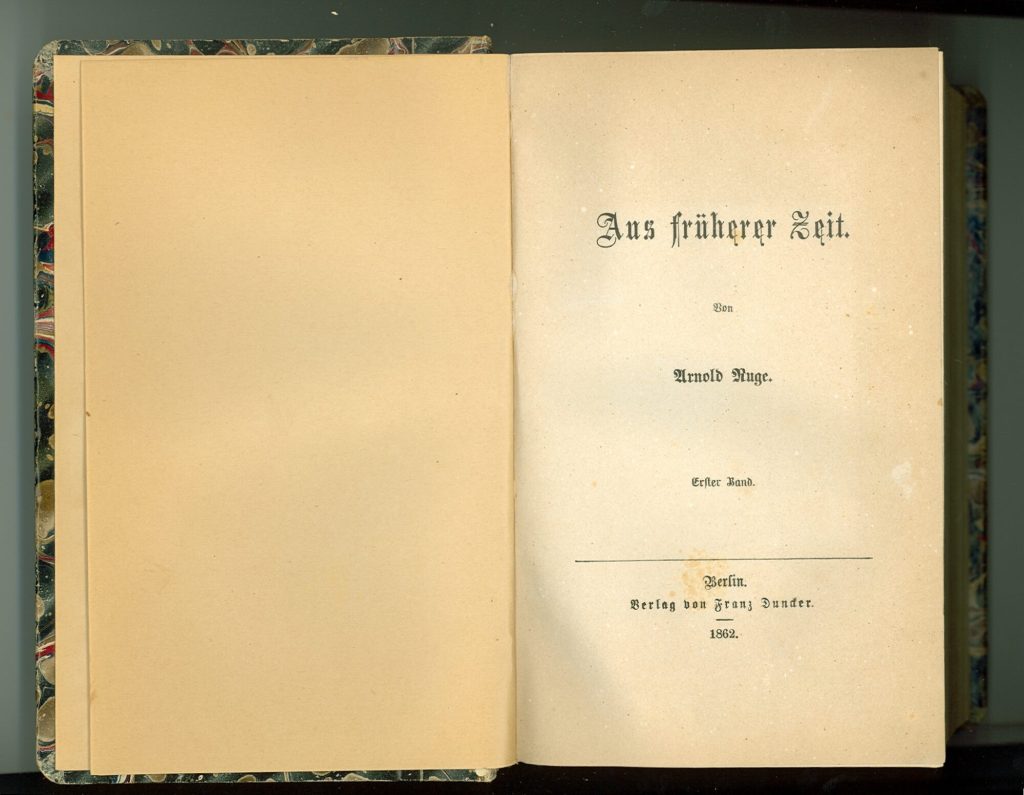 Aus früherer Zeit.
Von
Arnold Ruge.
Erster Band.
Berlin.
Verlag von Franz Duncker.
1862.